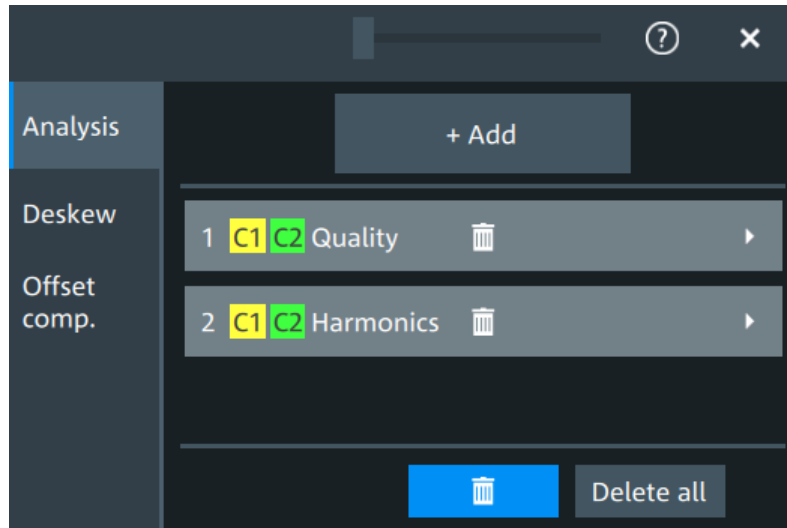 ?
Analysis
+ Add
Deskew
1 C1 C2 Quality
Offset
comp.
2 C1 C2 Harmonics
Delete all